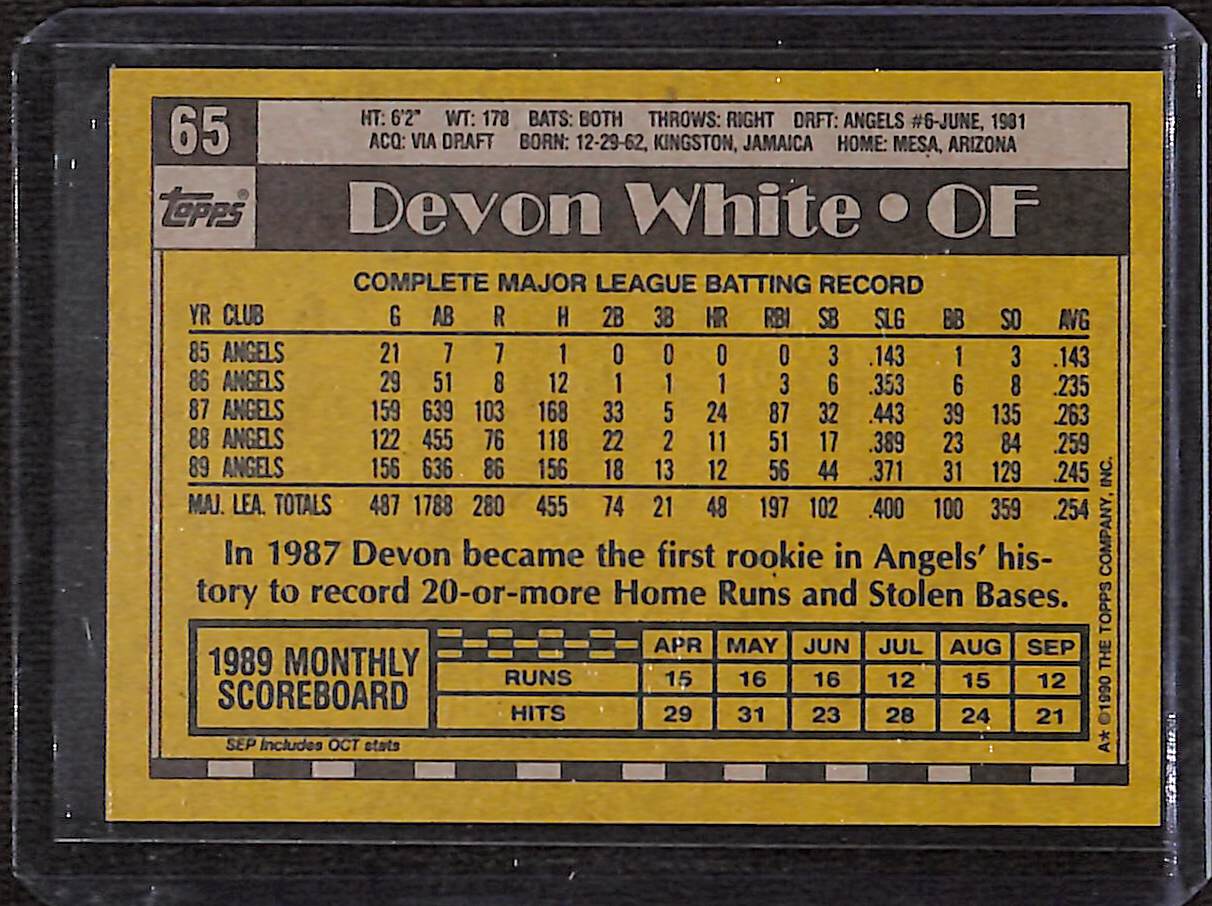 65
HT: 6'2" WT: 178 BATS: BOTH THROWS: RIGHT DRFT: ANGELS #6-JUNE, 1981
ACQ: VIA DRAFT BORN: 12-29-62, KINGSTON, JAMAICA HOME: MESA, ARIZONA
topps®
Devon White • OF
COMPLETE MAJOR LEAGUE BATTING RECORD
YR CLUB G AB R H 2B 3B HR RBI SB SLG BB SO AVG
85 ANGELS 21 7 7 1 0 0 0 0 3 .143 1 3 .143
86 ANGELS 29 51 8 12 1 1 1 3 6 .353 6 8 .235
87 ANGELS 159 639 103 168 33 5 24 87 32 .443 39 135 .263
88 ANGELS 122 455 76 118 22 2 11 51 17 .389 23 84 .259
89 ANGELS 156 636 86 156 18 13 12 56 44 .371 31 129 .245
MAJ. LEA. TOTALS 487 1788 280 455 74 21 48 197 102 .400 100 359 .254
In 1987 Devon became the first rookie in Angels' his-
tory to record 20-or-more Home Runs and Stolen Bases.
1989 MONTHLY
SCOREBOARD
APR MAY JUN JUL AUG SEP
RUNS 15 16 16 12 15 12
HITS 29 31 23 28 24 21
SEP Includes OCT stats
A* ©1990 THE TOPPS COMPANY, INC.